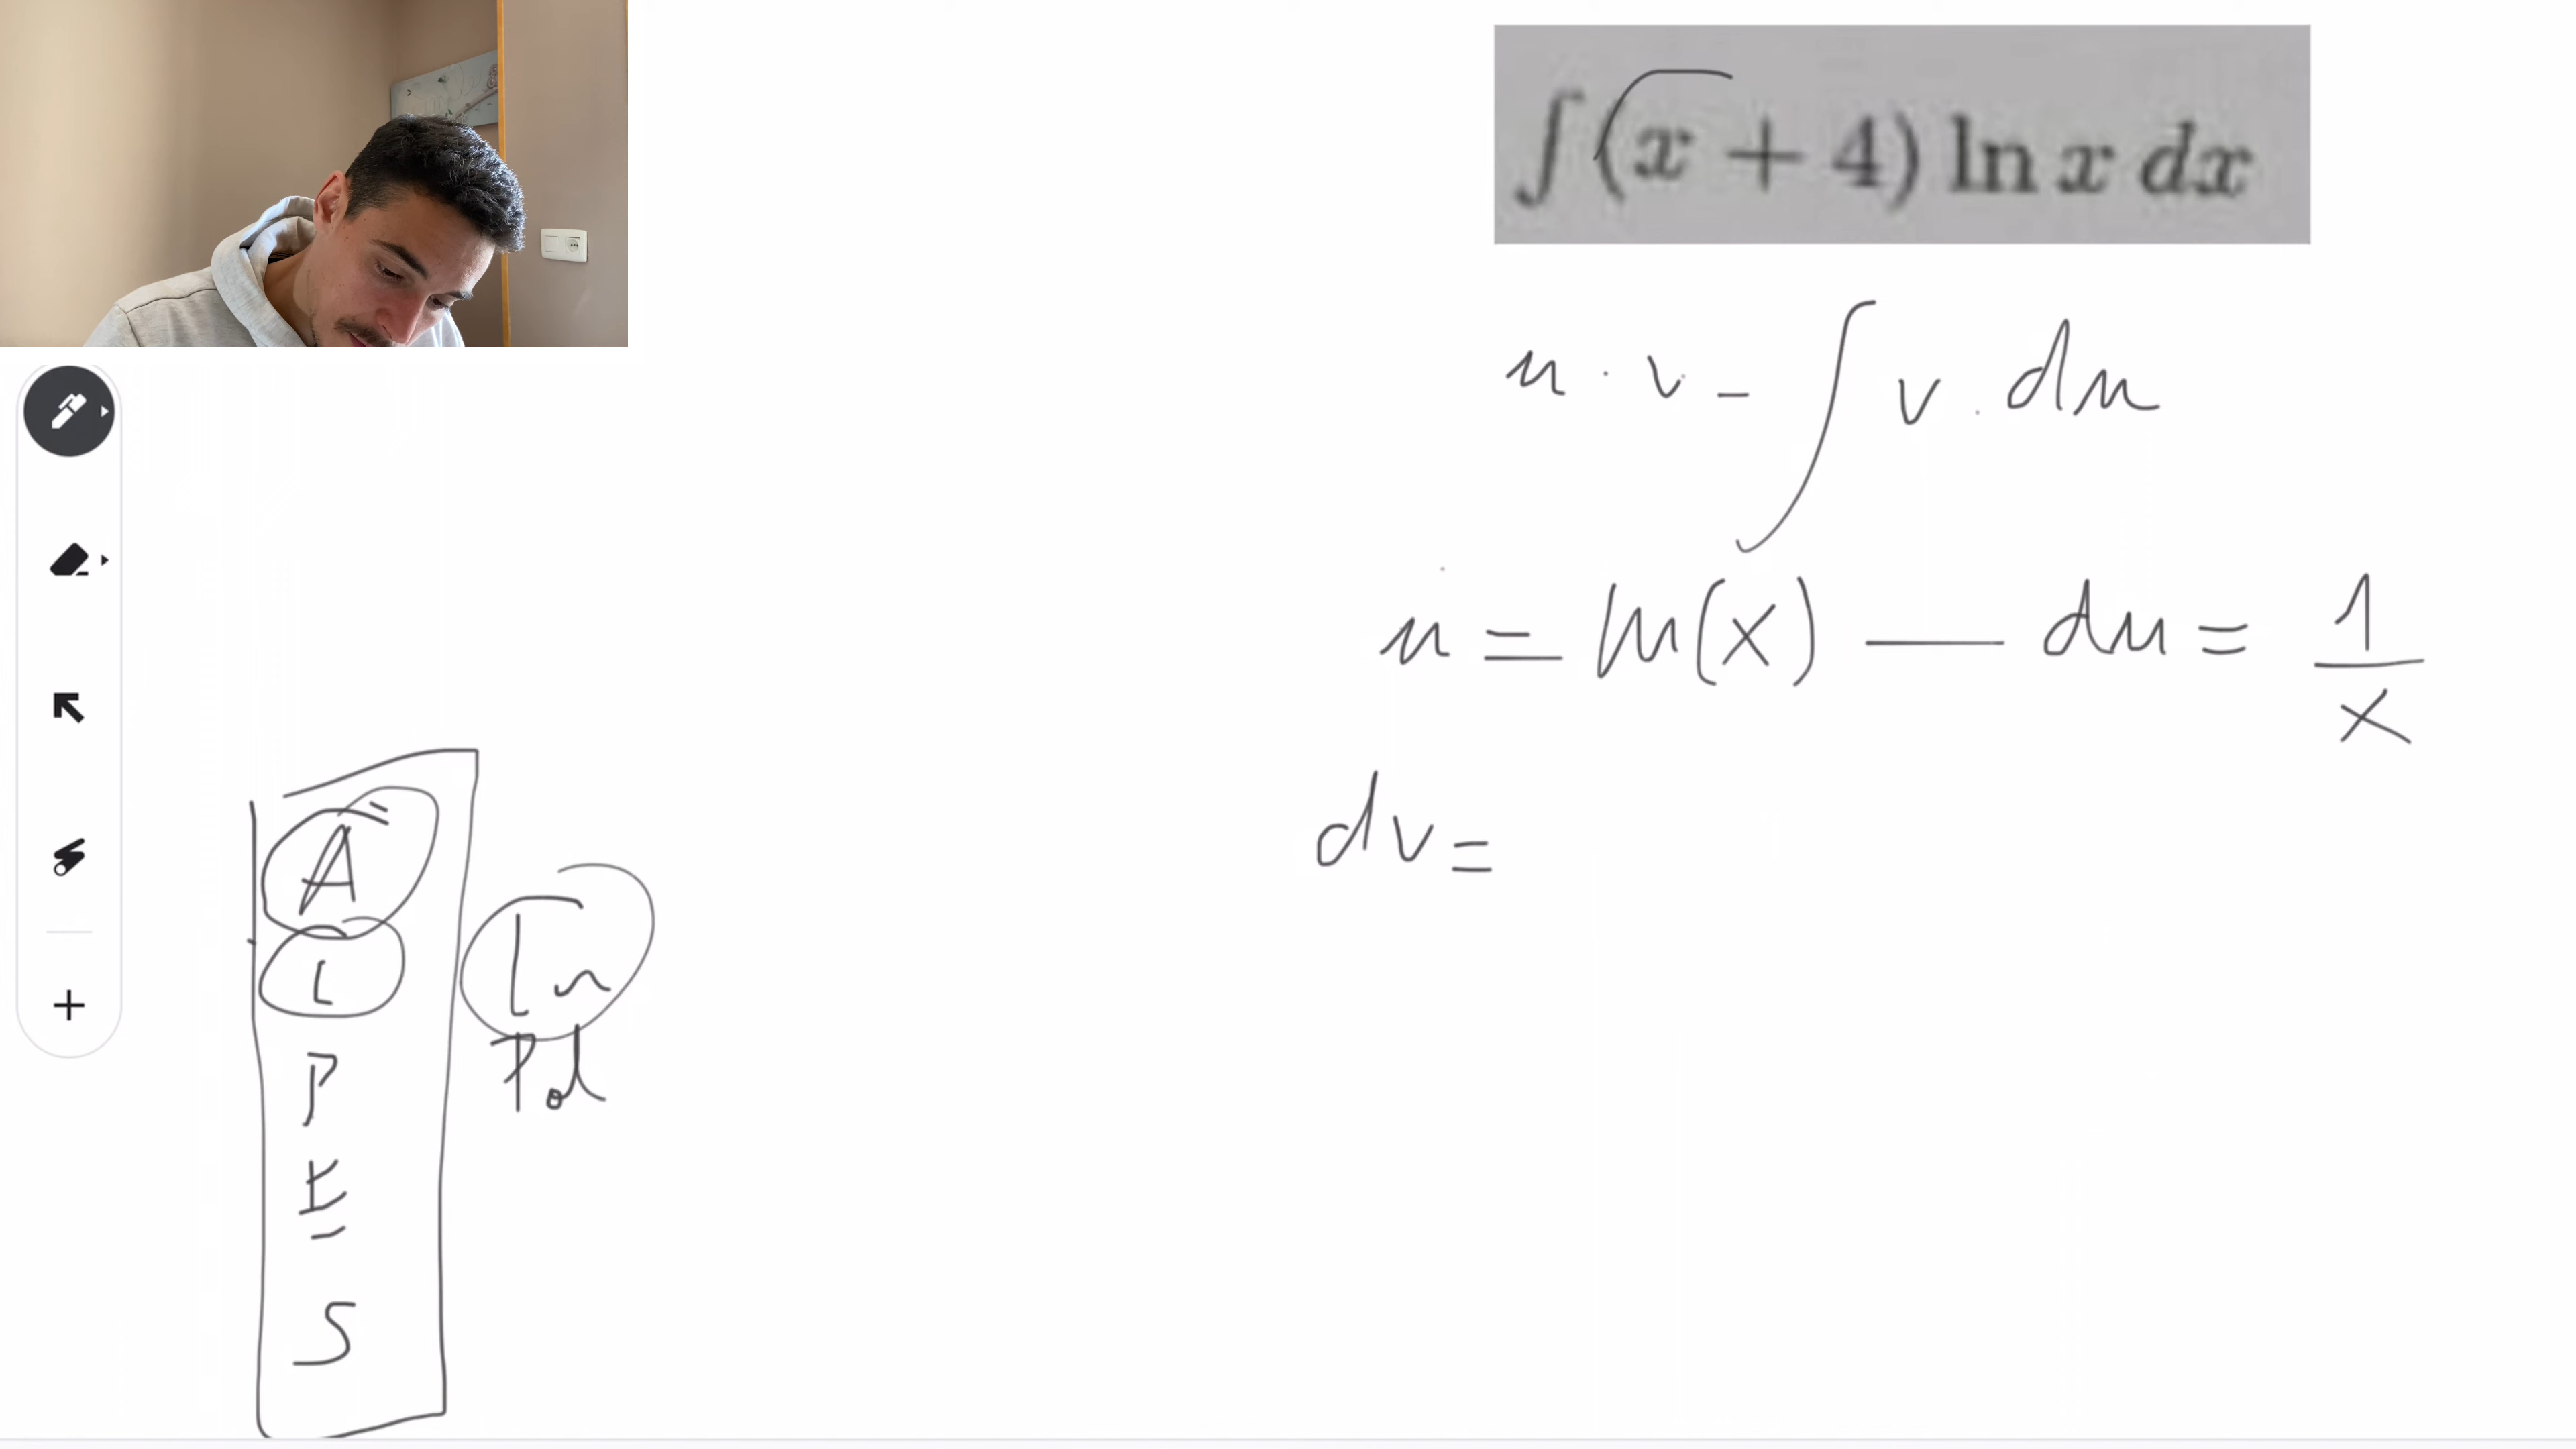 ∫(x + 4) ln x dx
u · v - ∫ v · du
u = ln(x) — du = 1/x
dv =
A
L
P
E
S
Ln
Pol